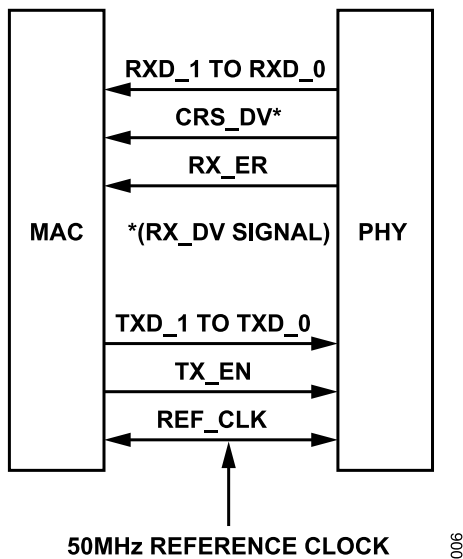 RXD_1 TO RXD_0
CRS_DV*
RX_ER
MAC
*(RX_DV SIGNAL)
PHY
TXD_1 TO TXD_0
TX_EN
REF_CLK
50MHz REFERENCE CLOCK
006